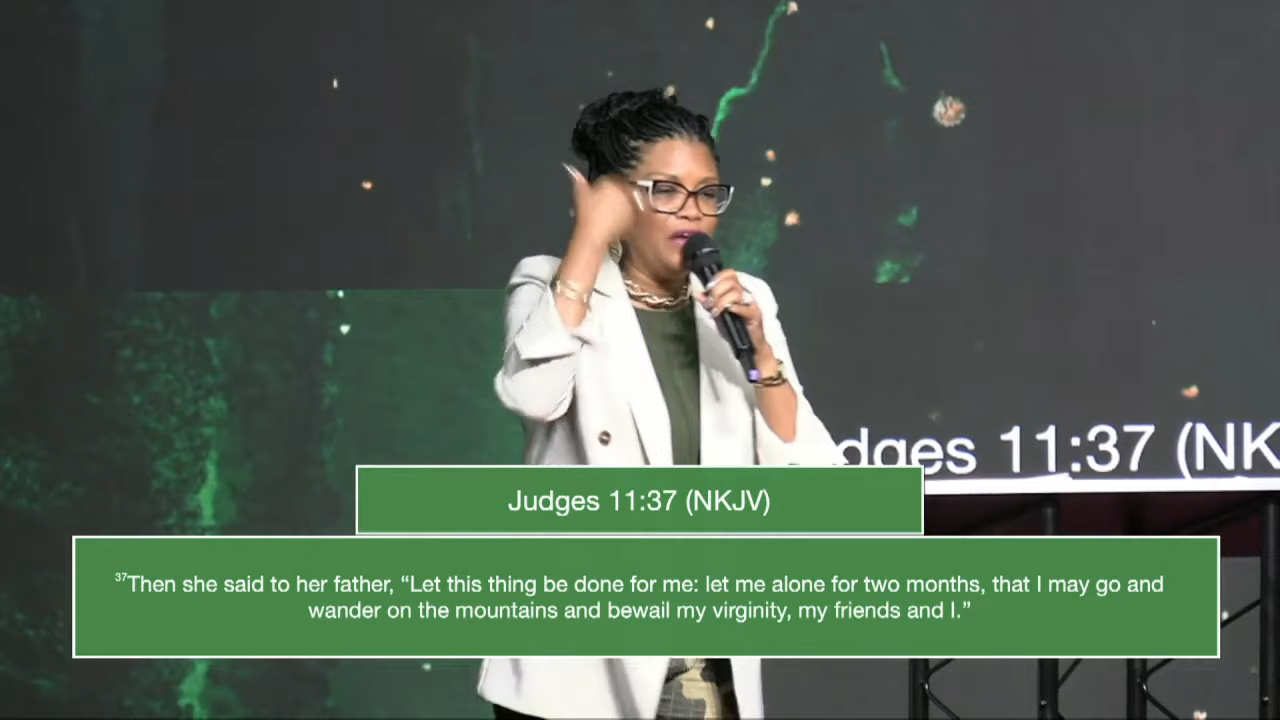 dges 11:37 (NK
Judges 11:37 (NKJV)
37Then she said to her father, “Let this thing be done for me: let me alone for two months, that I may go and
wander on the mountains and bewail my virginity, my friends and I.”